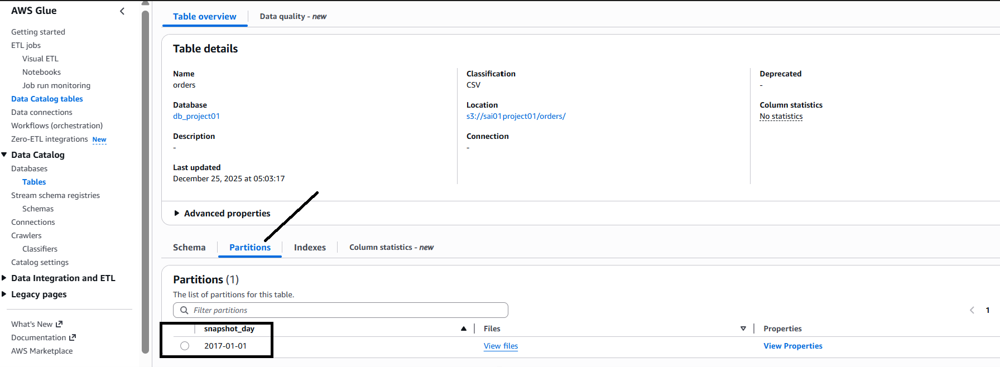 AWS Glue
Getting started
ETL jobs
Visual ETL
Notebooks
Job run monitoring
Data Catalog tables
Data connections
Workflows (orchestration)
Zero-ETL integrations New
Data Catalog
Databases
Tables
Stream schema registries
Schemas
Connections
Crawlers
Classifiers
Catalog settings
Data Integration and ETL
Legacy pages
What's New
Documentation
AWS Marketplace
Table overview
Data quality - new
Table details
Name
orders
Database
db_project01
Description
-
Last updated
December 25, 2025 at 05:03:17
Classification
CSV
Location
s3://sai01project01/orders/
Connection
-
Deprecated
-
Column statistics
No statistics
Advanced properties
Schema
Partitions
Indexes
Column statistics - new
Partitions (1)
The list of partitions for this table.
Filter partitions
1
snapshot_day
Files
Properties
2017-01-01
View files
View Properties